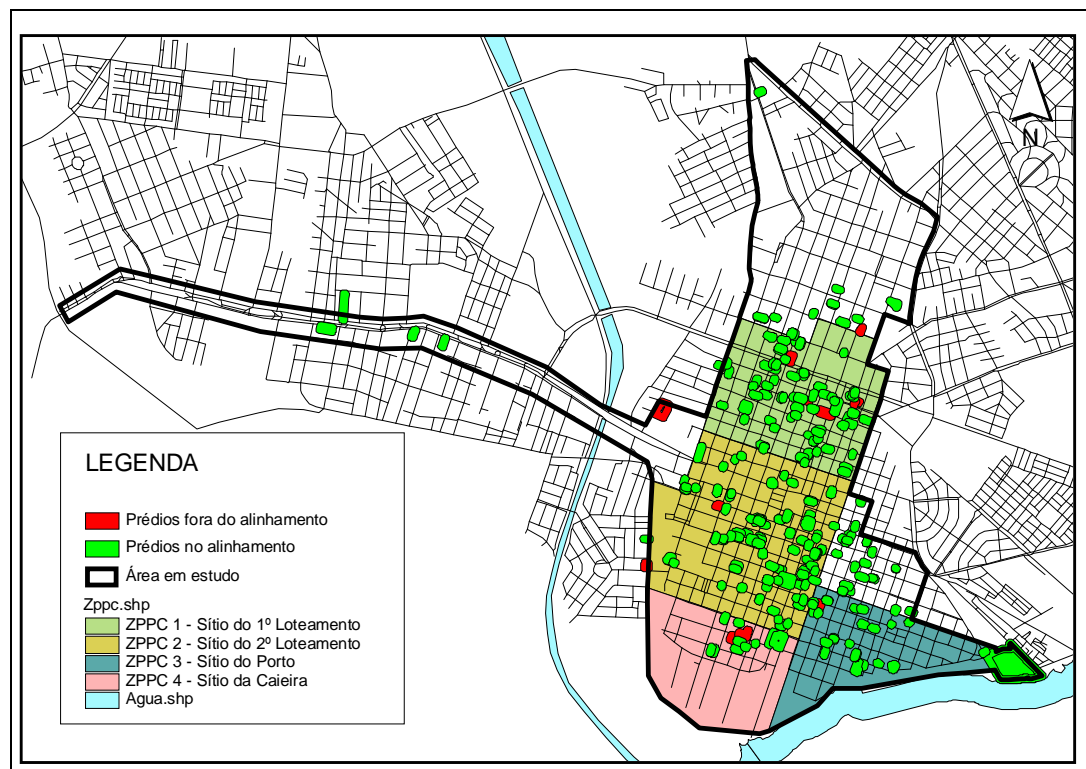 N
LEGENDA
Prédios fora do alinhamento
Prédios no alinhamento
Área em estudo
Zppc.shp
ZPPC 1 - Sítio do 1º Loteamento
ZPPC 2 - Sítio do 2º Loteamento
ZPPC 3 - Sítio do Porto
ZPPC 4 - Sítio da Caieira
Agua.shp